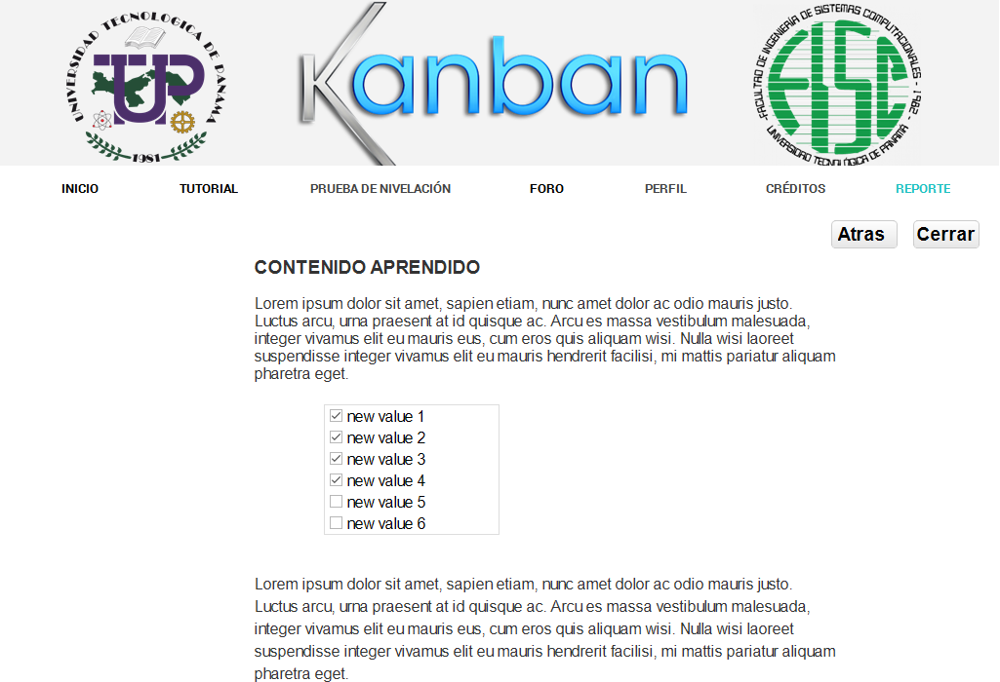 UNIVERSIDAD TECNOLOGICA DE PANAMA
UTP
1981
Kanban
FACULTAD DE INGENIERÍA DE SISTEMAS COMPUTACIONALES - 1982 -
FISC
UNIVERSIDAD TECNOLÓGICA DE PANAMÁ
INICIO TUTORIAL PRUEBA DE NIVELACIÓN FORO PERFIL CRÉDITOS REPORTE
Atras Cerrar
CONTENIDO APRENDIDO
Lorem ipsum dolor sit amet, sapien etiam, nunc amet dolor ac odio mauris justo.
Luctus arcu, urna praesent at id quisque ac. Arcu es massa vestibulum malesuada,
integer vivamus elit eu mauris eus, cum eros quis aliquam wisi. Nulla wisi laoreet
suspendisse integer vivamus elit eu mauris hendrerit facilisi, mi mattis pariatur aliquam
pharetra eget.
new value 1
new value 2
new value 3
new value 4
new value 5
new value 6
Lorem ipsum dolor sit amet, sapien etiam, nunc amet dolor ac odio mauris justo.
Luctus arcu, urna praesent at id quisque ac. Arcu es massa vestibulum malesuada,
integer vivamus elit eu mauris eus, cum eros quis aliquam wisi. Nulla wisi laoreet
suspendisse integer vivamus elit eu mauris hendrerit facilisi, mi mattis pariatur aliquam
pharetra eget.